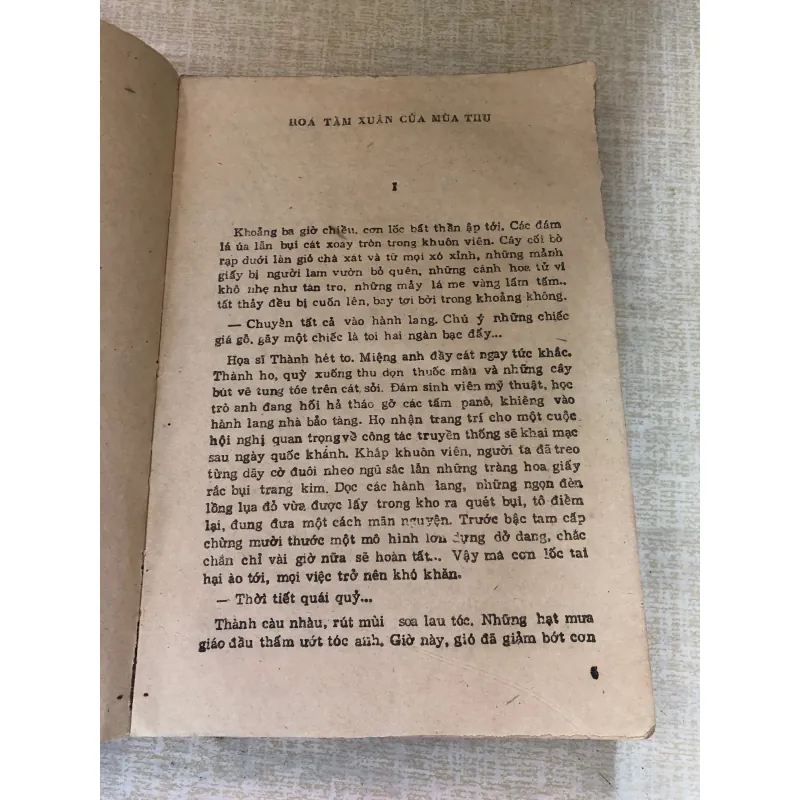 HOA TẦM XUÂN CỦA MÙA THU
I
Khoảng ba giờ chiều, cơn lốc bất thần ập tới. Các đám
lá úa lẫn bụi cát xoay tròn trong khuôn viên. Cây cối bò
rạp dưới làn gió chà xát và từ mọi xó xỉnh, những mảnh
giấy bị người làm vườn bỏ quên, những cánh hoa tử vi
khô nhẹ như tàn tro, những mảy lá me vàng lấm tấm..
tất thảy đều bị cuốn lên, bay tơi bời trong khoảng không.
— Chuyển tất cả vào hành lang. Chú ý những chiếc
giá gỗ, gãy một chiếc là toi hai ngàn bạc đấy...
Họa sĩ Thành hét to. Miệng anh đầy cát ngay tức khắc.
Thành ho, quỳ xuống thu dọn thuốc màu và những cây
bút vẽ tung tóe trên cát, sỏi. Đám sinh viên mỹ thuật, học
trò anh đang hối hả tháo gỡ các tấm panô, khiêng vào
hành lang nhà bảo tàng. Họ nhận trang trí cho một cuộc
hội nghị quan trọng về công tác truyền thống sẽ khai mạc
sau ngày quốc khánh. Khắp khuôn viên, người ta đã treo
từng dây cờ đuôi nheo ngũ sắc lẫn những tràng hoa giấy
rắc bụi trang kim. Dọc các hành lang, những ngọn đèn
lồng lụa đỏ vừa được lấy trong kho ra quét bụi, tô điểm
lại, đung đưa một cách mãn nguyện. Trước bậc tam cấp
chừng mười thước một mô hình lớn dựng dở dang, chắc
chắn chỉ vài giờ nữa sẽ hoàn tất... Vậy mà cơn lốc tai
hại ào tới, mọi việc trở nên khó khăn.
— Thời tiết quái quỷ...
Thành càu nhàu, rút mùi soa lau tóc. Những hạt mưa
giáo đầu thấm ướt tóc anh. Giờ này, gió đã giảm bớt cơn